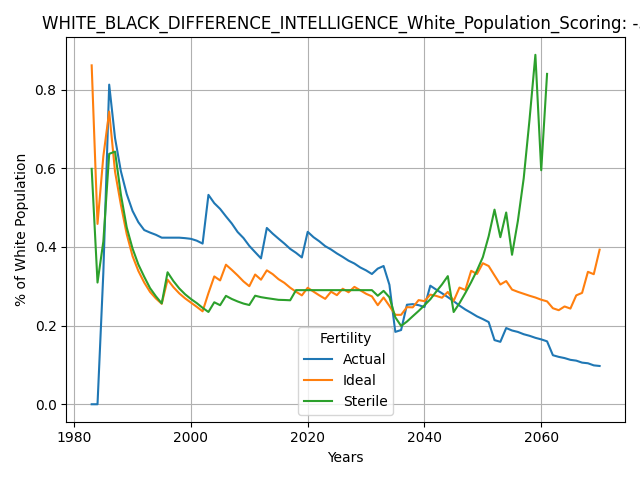 WHITE_BLACK_DIFFERENCE_INTELLIGENCE_White_Population_Scoring: -
% of White Population
0.8
0.6
0.4
0.2
0.0
Fertility
Actual
Ideal
Sterile
1980
2000
2020
2040
2060
Years